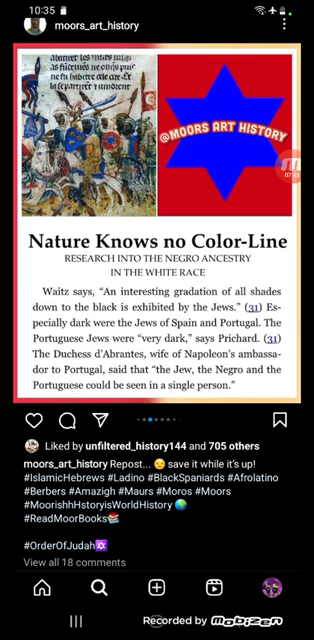 10:35
moors_art_history
@MOORS ART HISTORY
Nature Knows no Color-Line
RESEARCH INTO THE NEGRO ANCESTRY
IN THE WHITE RACE
Waitz says, “An interesting gradation of all shades
down to the black is exhibited by the Jews.” (31) Es-
pecially dark were the Jews of Spain and Portugal. The
Portuguese Jews were “very dark,” says Prichard. (31)
The Duchess d’Abrantes, wife of Napoleon’s ambassa-
dor to Portugal, said that “the Jew, the Negro and the
Portuguese could be seen in a single person.”
Liked by unfiltered_history144 and 705 others
moors_art_history Repost... 😒 save it while it’s up!
#IslamicHebrews #Ladino #BlackSpaniards #Afrolatino
#Berbers #Amazigh #Maurs #Moros #Moors
#MoorishhHstoryisWorldHistory 🌍
#ReadMoorBooks📚
#OrderOfJudah🔯
View all 18 comments
Recorded by Mobizen